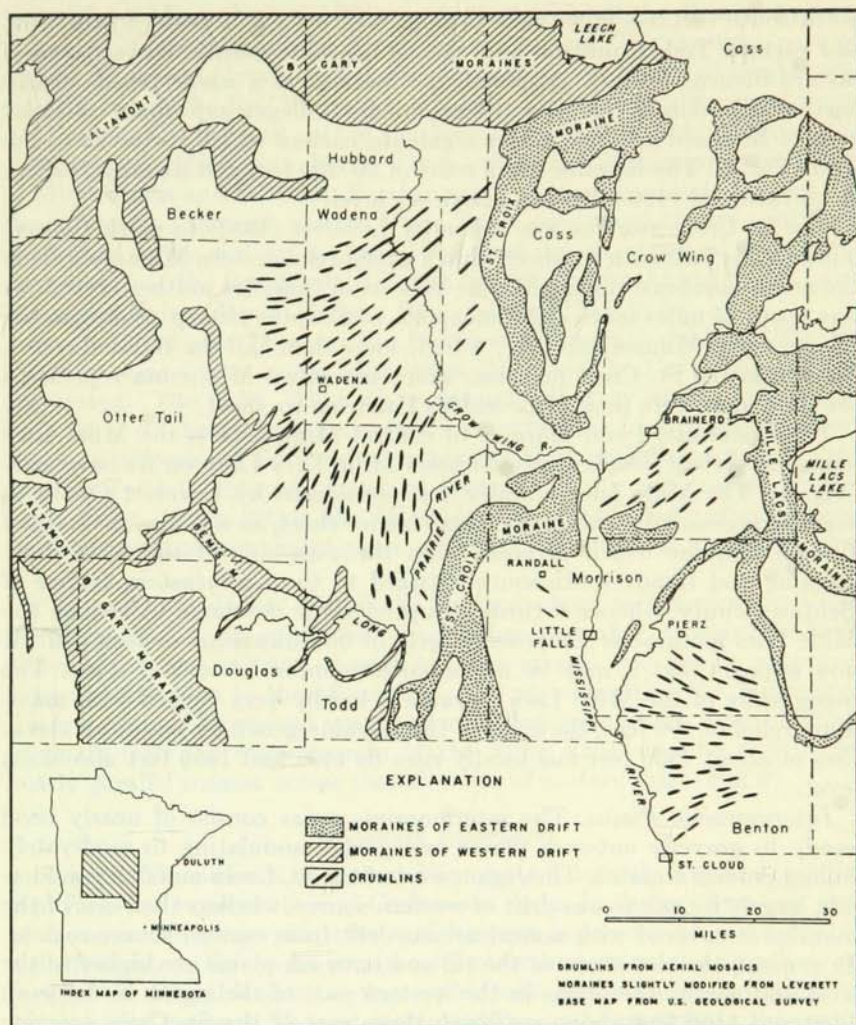 LEECH
LAKE
Cass
ALTAMONT & GARY MORAINES
MORAINE
Hubbard
Becker
Wadena
ST. CROIX
Cass
Crow Wing
WADENA
Otter Tail
CROW WING R.
BRAINERD
MILLE LACS
MILLE
LACS
LAKE
PRAIRIE RIVER
MORAINE
BEMIS M.
ST. CROIX MORAINE
RANDALL
Morrison
ALTAMONT & GARY MORAINES
LONG
LITTLE
FALLS
PIERZ
Douglas
Todd
MISSISSIPPI RIVER
Benton
ST. CLOUD
EXPLANATION
MORAINES OF EASTERN DRIFT
MORAINES OF WESTERN DRIFT
DRUMLINS
0 10 20 30
MILES
DULUTH
MINNEAPOLIS
INDEX MAP OF MINNESOTA
DRUMLINS FROM AERIAL MOSAICS
MORAINES SLIGHTLY MODIFIED FROM LEVERETT
BASE MAP FROM U.S. GEOLOGICAL SURVEY